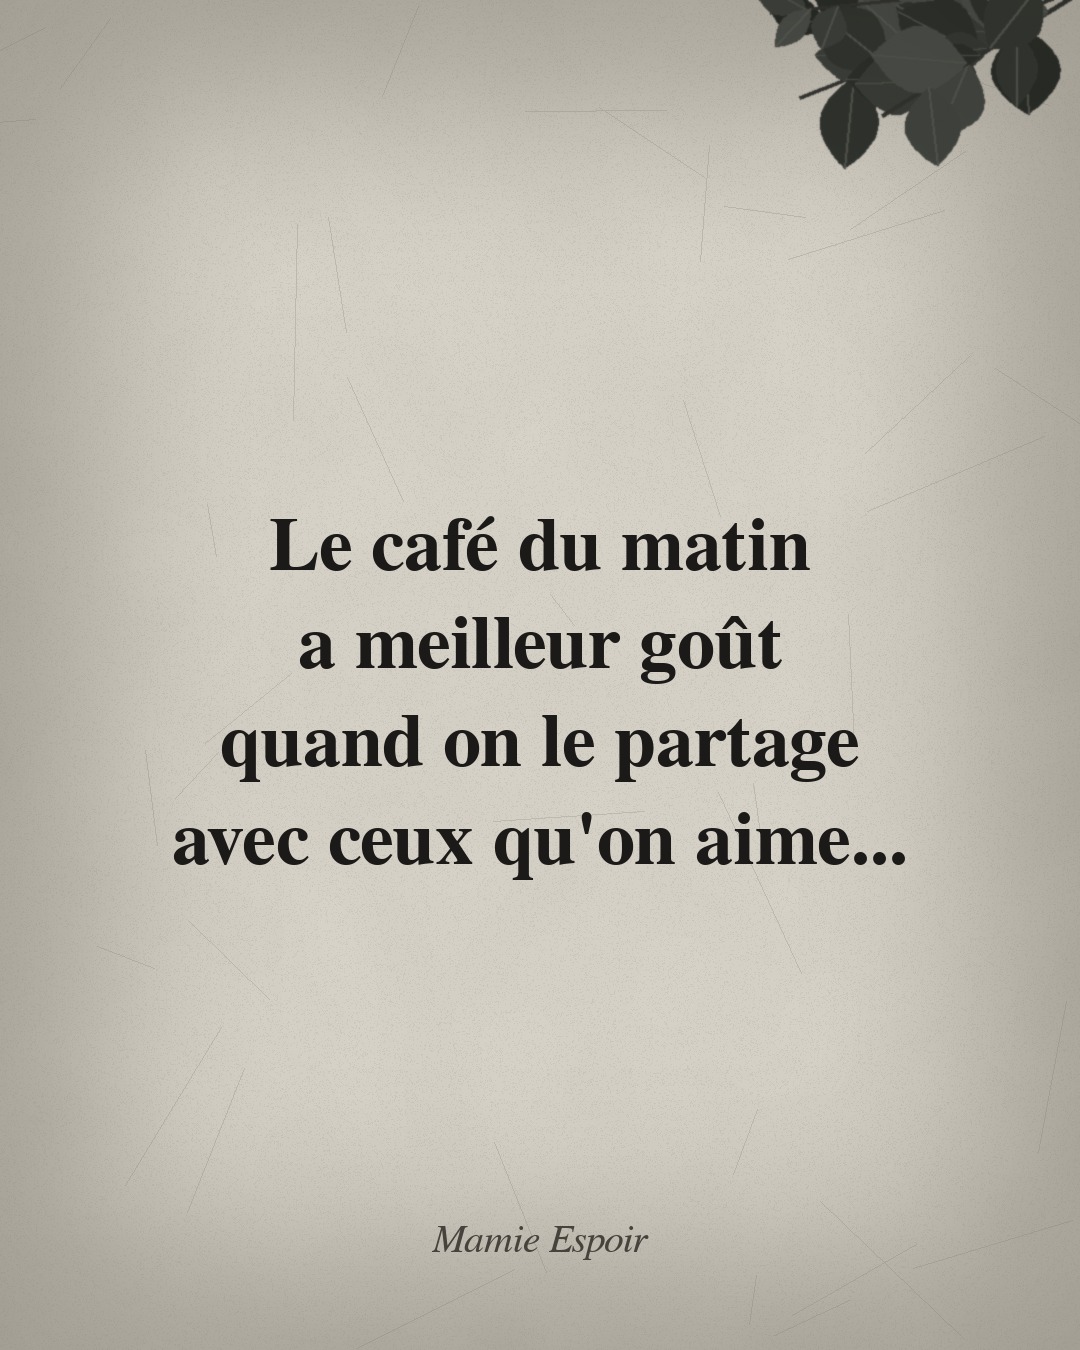 Le café du matin
a meilleur goût
quand on le partage
avec ceux qu'on aime...
Mamie Espoir